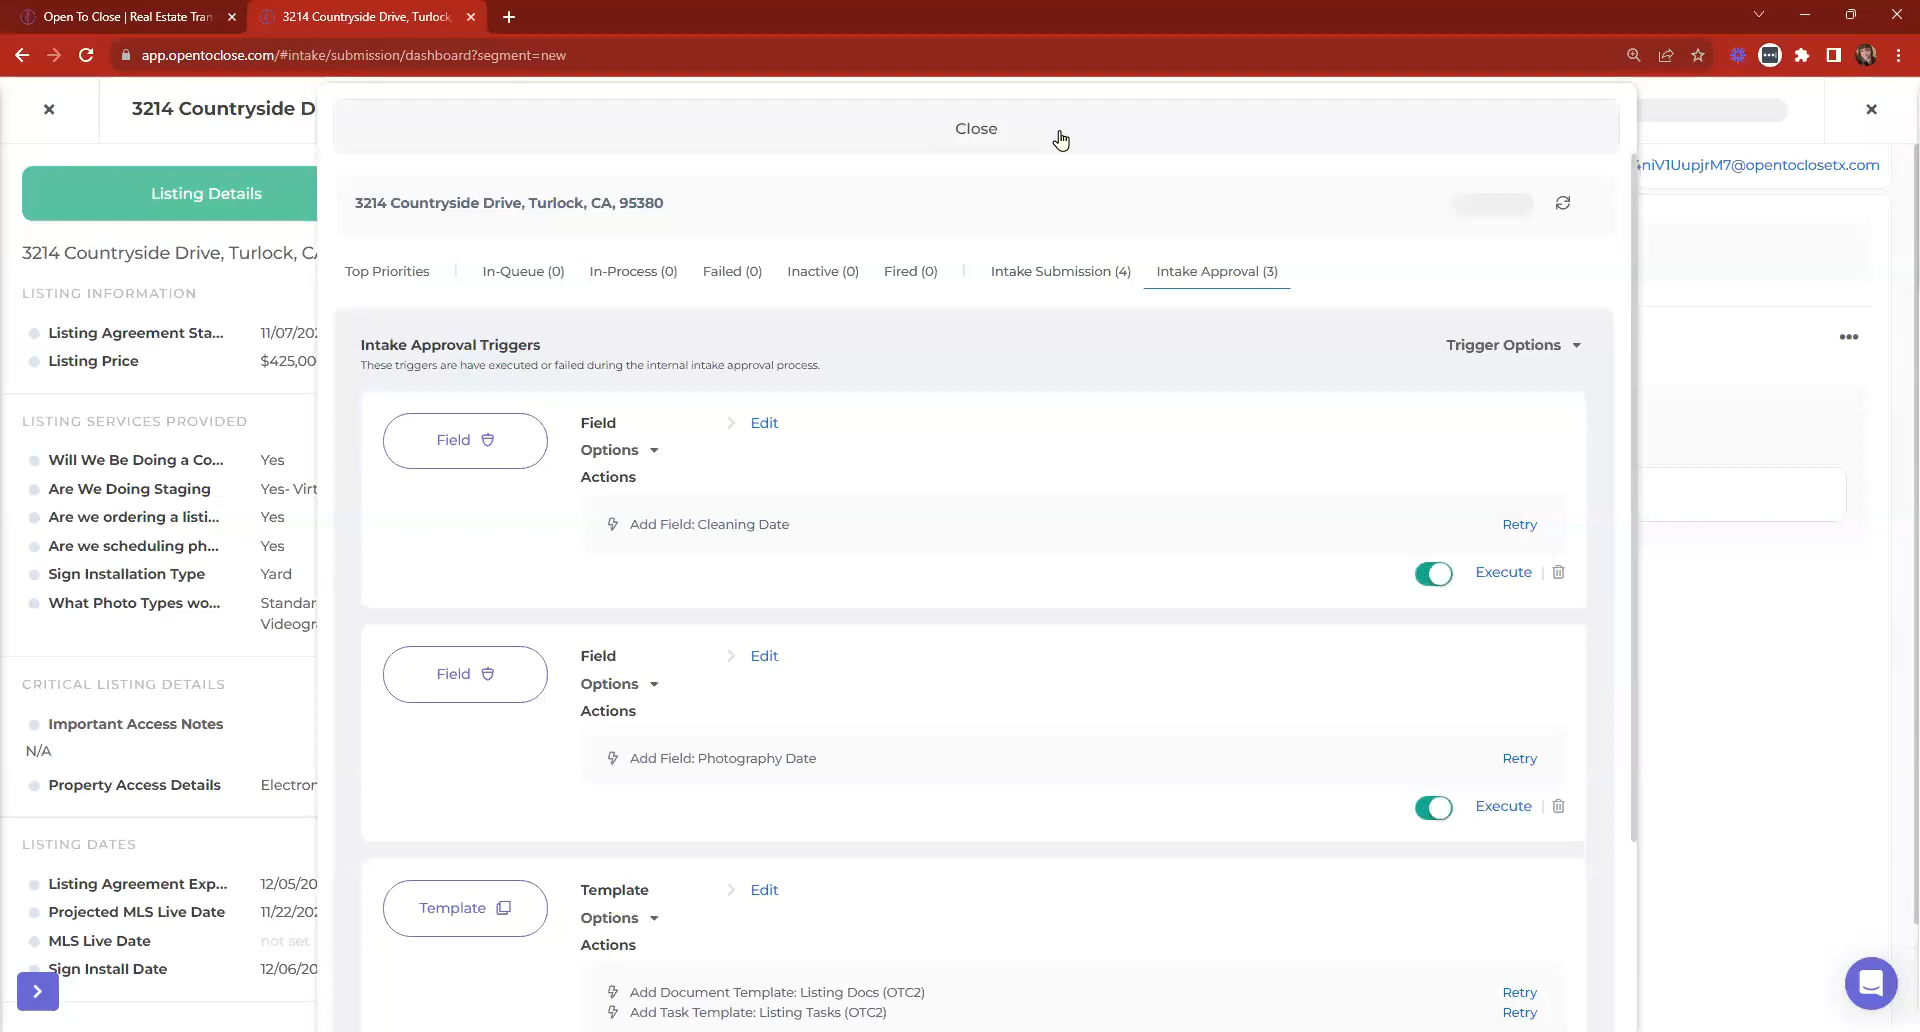 Open To Close | Real Estate Tran
3214 Countryside Drive, Turlock,
app.opentoclose.com/#intake/submission/dashboard?segment=new
3214 Countryside D
Close
4niV1UupjrM7@opentoclosetx.com
Listing Details
3214 Countryside Drive, Turlock, CA, 95380
3214 Countryside Drive, Turlock, CA
Top Priorities
In-Queue (0)
In-Process (0)
Failed (0)
Inactive (0)
Fired (0)
Intake Submission (4)
Intake Approval (3)
LISTING INFORMATION
Listing Agreement Sta... 11/07/202
Listing Price $425,00
LISTING SERVICES PROVIDED
Will We Be Doing a Co... Yes
Are We Doing Staging Yes- Virt
Are we ordering a listi... Yes
Are we scheduling ph... Yes
Sign Installation Type Yard
What Photo Types wo... Standar
Videogr
CRITICAL LISTING DETAILS
Important Access Notes
N/A
Property Access Details Electron
LISTING DATES
Listing Agreement Exp... 12/05/20
Projected MLS Live Date 11/22/202
MLS Live Date not set
Sign Install Date 12/06/20
Intake Approval Triggers
Trigger Options
These triggers are have executed or failed during the internal intake approval process.
Field
Field Edit
Options
Actions
Add Field: Cleaning Date Retry
Execute
Field
Field Edit
Options
Actions
Add Field: Photography Date Retry
Execute
Template
Template Edit
Options
Actions
Add Document Template: Listing Docs (OTC2) Retry
Add Task Template: Listing Tasks (OTC2) Retry